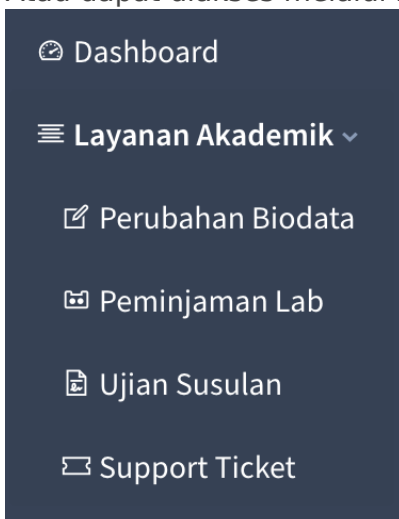 Dashboard
Layanan Akademik
Perubahan Biodata
Peminjaman Lab
Ujian Susulan
Support Ticket